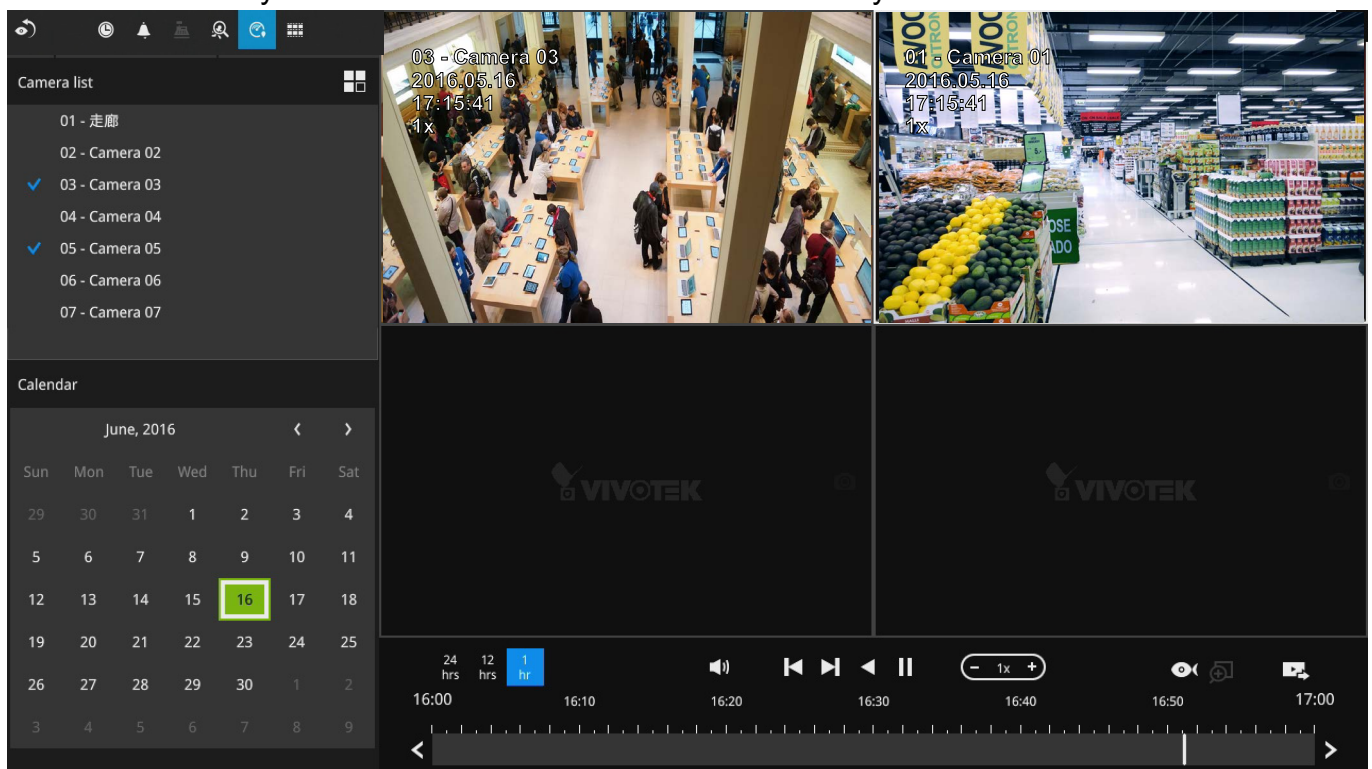 Camera list
01 - 走廊
02 - Camera 02
03 - Camera 03
04 - Camera 04
05 - Camera 05
06 - Camera 06
07 - Camera 07
Calendar
June, 2016
Sun Mon Tue Wed Thu Fri Sat
29 30 31 1 2 3 4
5 6 7 8 9 10 11
12 13 14 15 16 17 18
19 20 21 22 23 24 25
26 27 28 29 30 1 2
3 4 5 6 7 8 9
03 - Camera 03
2016.05.16
17:15:41
1x
01 - Camera 01
2016.05.16
17:15:41
1x
VIVOTEK
VIVOTEK
24 hrs
12 hrs
1 hr
1x
16:00 16:10 16:20 16:30 16:40 16:50 17:00